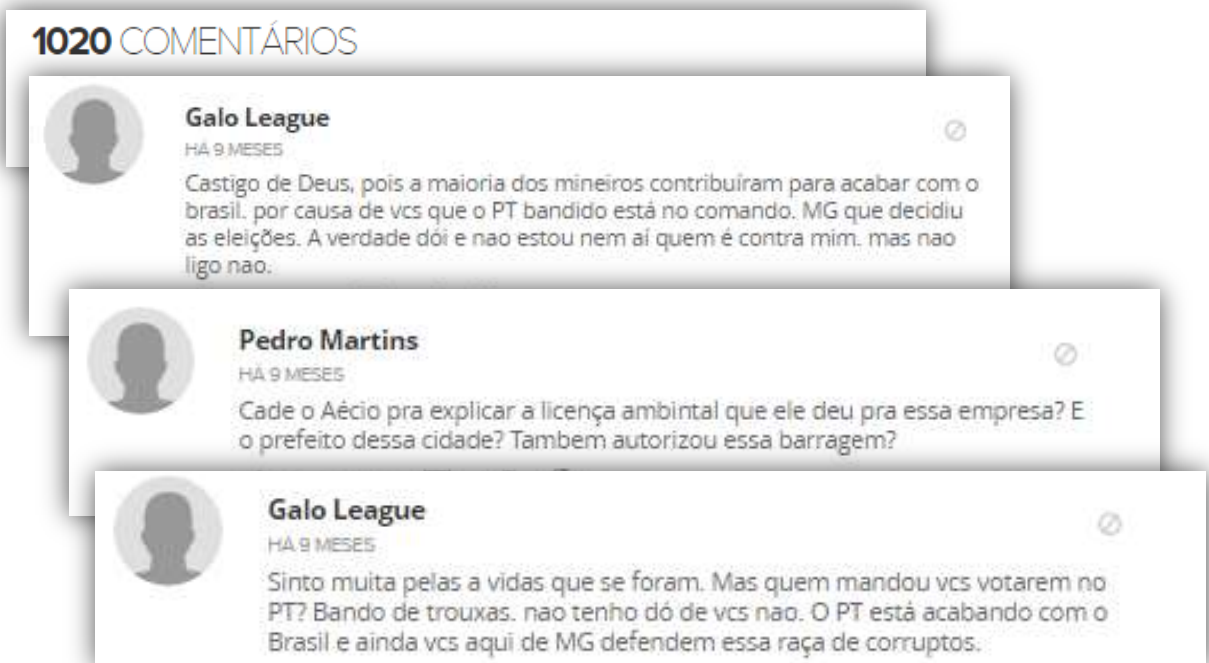 1020 COMENTÁRIOS
Galo League
HÁ 9 MESES
Castigo de Deus, pois a maioria dos mineiros contribuíram para acabar com o
brasil. por causa de vcs que o PT bandido está no comando. MG que decidiu
as eleições. A verdade dói e nao estou nem aí quem é contra mim. mas nao
ligo nao.
Pedro Martins
HÁ 9 MESES
Cade o Aécio pra explicar a licença ambintal que ele deu pra essa empresa? E
o prefeito dessa cidade? Tambem autorizou essa barragem?
Galo League
HÁ 9 MESES
Sinto muita pelas a vidas que se foram. Mas quem mandou vcs votarem no
PT? Bando de trouxas. nao tenho dó de vcs nao. O PT está acabando com o
Brasil e ainda vcs aqui de MG defendem essa raça de corruptos.